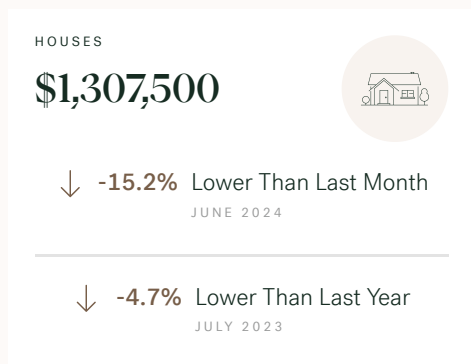 HOUSES
$1,307,500
-15.2% Lower Than Last Month
JUNE 2024
-4.7% Lower Than Last Year
JULY 2023